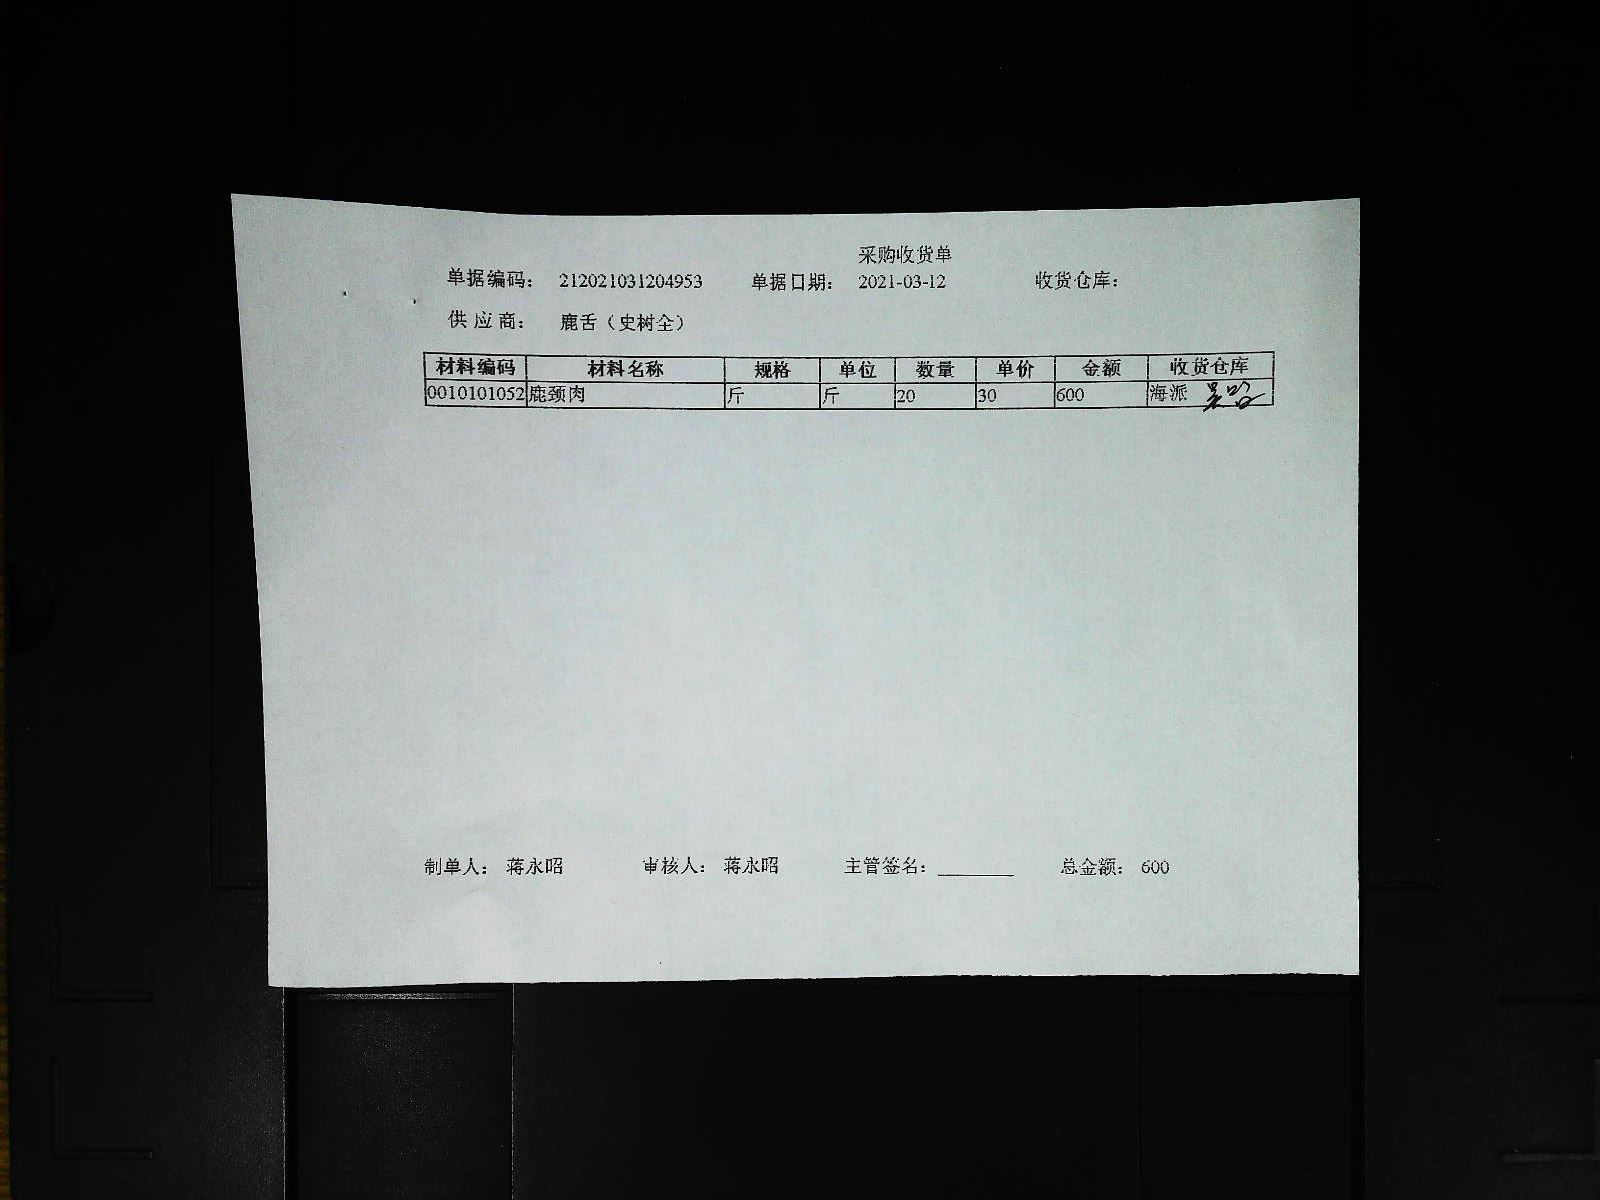 采购收货单
单据编码： 212021031204953 单据日期： 2021-03-12 收货仓库：
供应商： 鹿舌（史树全）
材料编码 材料名称 规格 单位 数量 单价 金额 收货仓库
0010101052 鹿颈肉 斤 斤 20 30 600 海派
制单人： 蒋永昭 审核人： 蒋永昭 主管签名： 总金额： 600